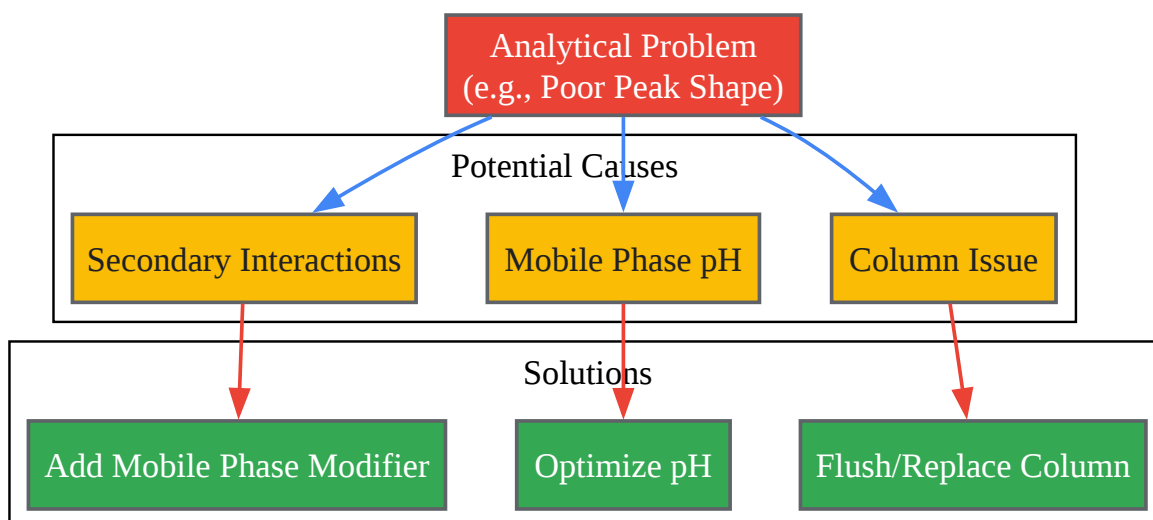 Analytical Problem
(e.g., Poor Peak Shape)
Potential Causes
Secondary Interactions
Mobile Phase pH
Column Issue
Solutions
Add Mobile Phase Modifier
Optimize pH
Flush/Replace Column